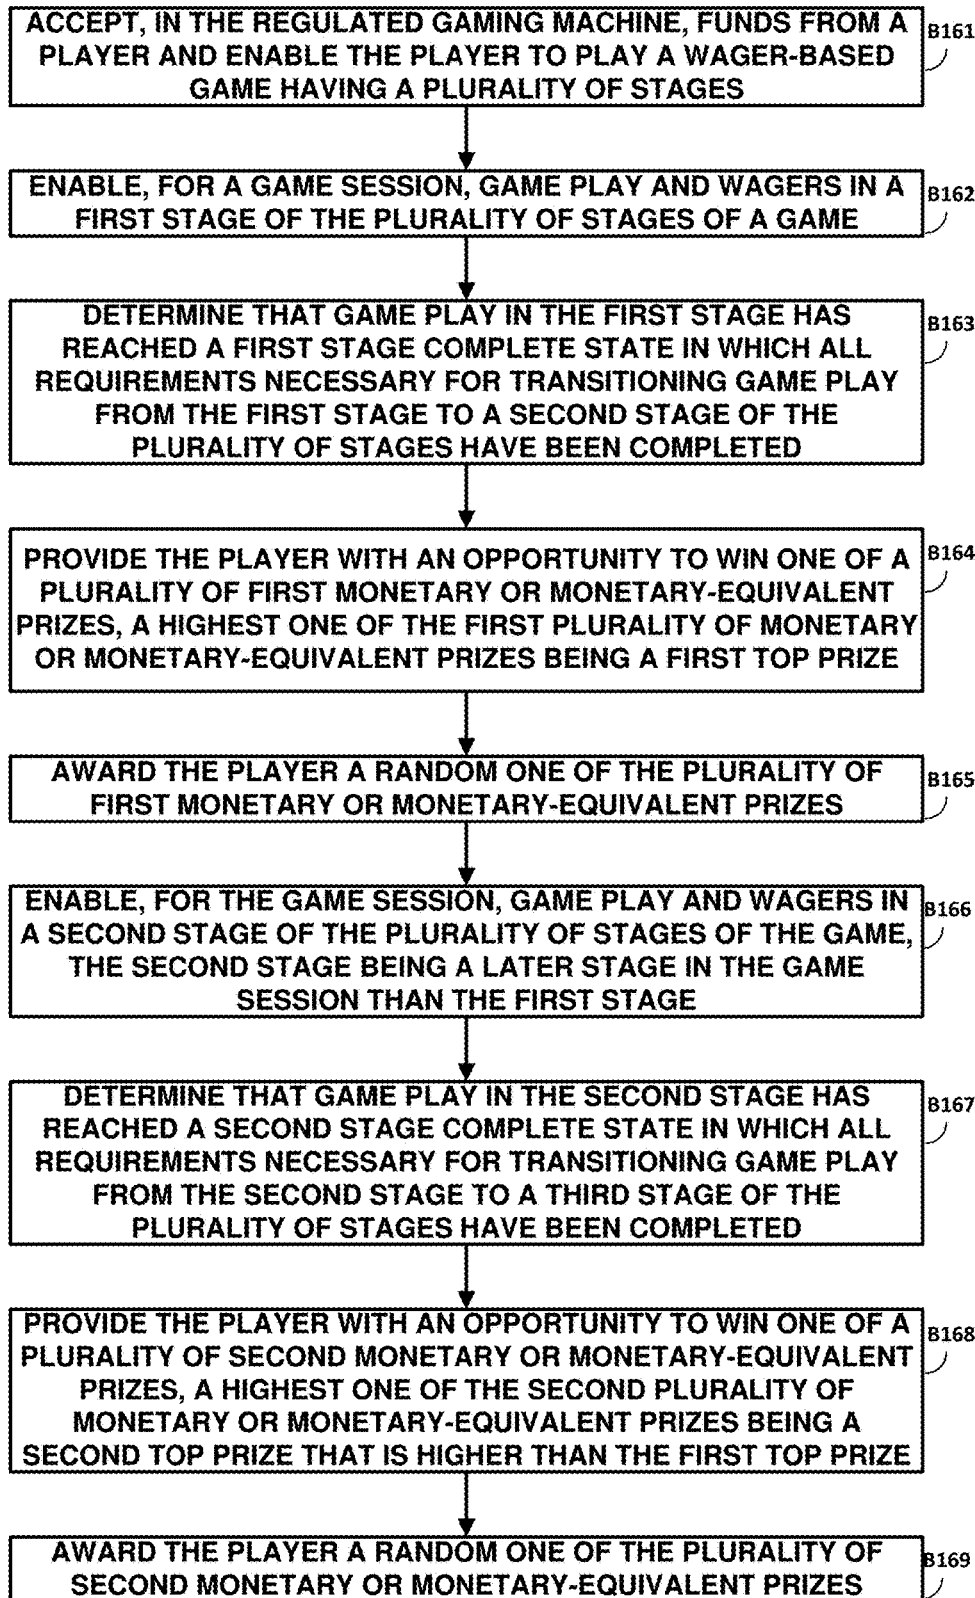 ACCEPT, IN THE REGULATED GAMING MACHINE, FUNDS FROM A
PLAYER AND ENABLE THE PLAYER TO PLAY A WAGER-BASED
GAME HAVING A PLURALITY OF STAGES
B161
ENABLE, FOR A GAME SESSION, GAME PLAY AND WAGERS IN A
FIRST STAGE OF THE PLURALITY OF STAGES OF A GAME
B162
DETERMINE THAT GAME PLAY IN THE FIRST STAGE HAS
REACHED A FIRST STAGE COMPLETE STATE IN WHICH ALL
REQUIREMENTS NECESSARY FOR TRANSITIONING GAME PLAY
FROM THE FIRST STAGE TO A SECOND STAGE OF THE
PLURALITY OF STAGES HAVE BEEN COMPLETED
B163
PROVIDE THE PLAYER WITH AN OPPORTUNITY TO WIN ONE OF A
PLURALITY OF FIRST MONETARY OR MONETARY-EQUIVALENT
PRIZES, A HIGHEST ONE OF THE FIRST PLURALITY OF MONETARY
OR MONETARY-EQUIVALENT PRIZES BEING A FIRST TOP PRIZE
B164
AWARD THE PLAYER A RANDOM ONE OF THE PLURALITY OF
FIRST MONETARY OR MONETARY-EQUIVALENT PRIZES
B165
ENABLE, FOR THE GAME SESSION, GAME PLAY AND WAGERS IN
A SECOND STAGE OF THE PLURALITY OF STAGES OF THE GAME,
THE SECOND STAGE BEING A LATER STAGE IN THE GAME
SESSION THAN THE FIRST STAGE
B166
DETERMINE THAT GAME PLAY IN THE SECOND STAGE HAS
REACHED A SECOND STAGE COMPLETE STATE IN WHICH ALL
REQUIREMENTS NECESSARY FOR TRANSITIONING GAME PLAY
FROM THE SECOND STAGE TO A THIRD STAGE OF THE
PLURALITY OF STAGES HAVE BEEN COMPLETED
B167
PROVIDE THE PLAYER WITH AN OPPORTUNITY TO WIN ONE OF A
PLURALITY OF SECOND MONETARY OR MONETARY-EQUIVALENT
PRIZES, A HIGHEST ONE OF THE SECOND PLURALITY OF
MONETARY OR MONETARY-EQUIVALENT PRIZES BEING A
SECOND TOP PRIZE THAT IS HIGHER THAN THE FIRST TOP PRIZE
B168
AWARD THE PLAYER A RANDOM ONE OF THE PLURALITY OF
SECOND MONETARY OR MONETARY-EQUIVALENT PRIZES
B169